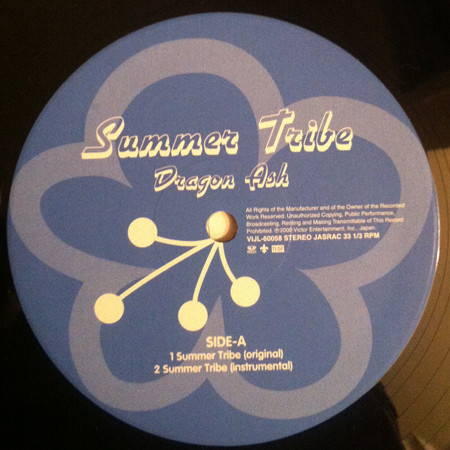 Summer Tribe
Dragon Ash
All Rights of the Manufacturer and of the Owner of the Recorded
Work Reserved. Unauthorized Copying, Public Performance,
Broadcasting, Renting and Making Transmittable of This Record
Prohibited. ℗2000 Victor Entertainment, Inc., Japan.
VIJL-60058 STEREO JASRAC 33 1/3 RPM
SIDE-A
1 Summer Tribe (original)
2 Summer Tribe (instrumental)